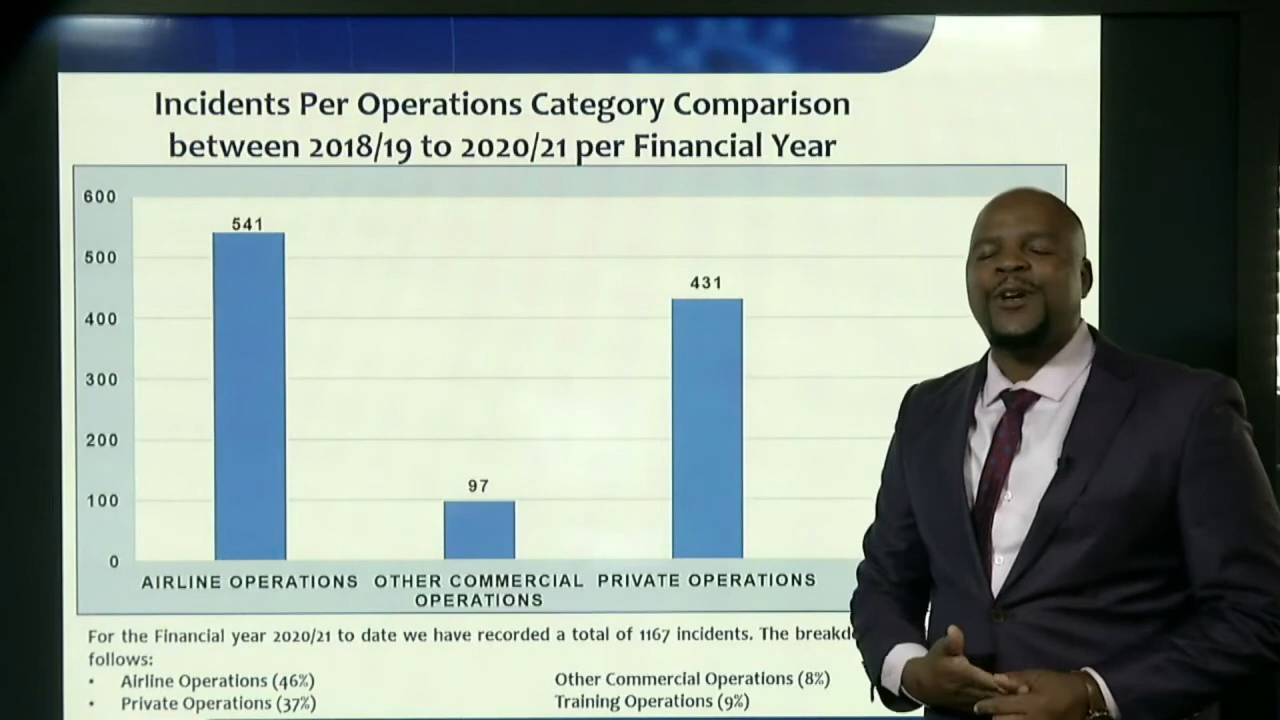 Incidents Per Operations Category Comparison
between 2018/19 to 2020/21 per Financial Year
600
541
500
431
400
300
200
97
100
0
AIRLINE OPERATIONS OTHER COMMERCIAL PRIVATE OPERATIONS
OPERATIONS
For the Financial year 2020/21 to date we have recorded a total of 1167 incidents. The
follows:
• Airline Operations (46%) Other Commercial Operations (8%)
• Private Operations (37%) Training Operations (9%)